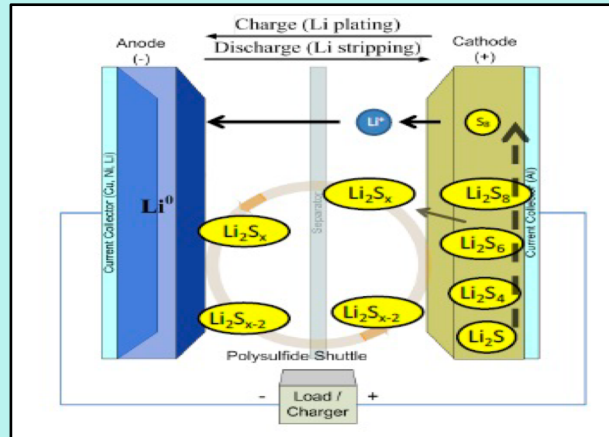 Charge (Li plating)
Discharge (Li stripping)
Anode
(-)
Cathode
(+)
Current Collector (Cu, Ni, Li)
Li⁰
Separator
Li⁺
S₈
Current Collector (Al)
Li₂Sₓ
Li₂S₈
Li₂Sₓ
Li₂S₆
Li₂S₄
Li₂Sₓ₋₂
Li₂Sₓ₋₂
Li₂S
Polysulfide Shuttle
-
Load /
Charger
+